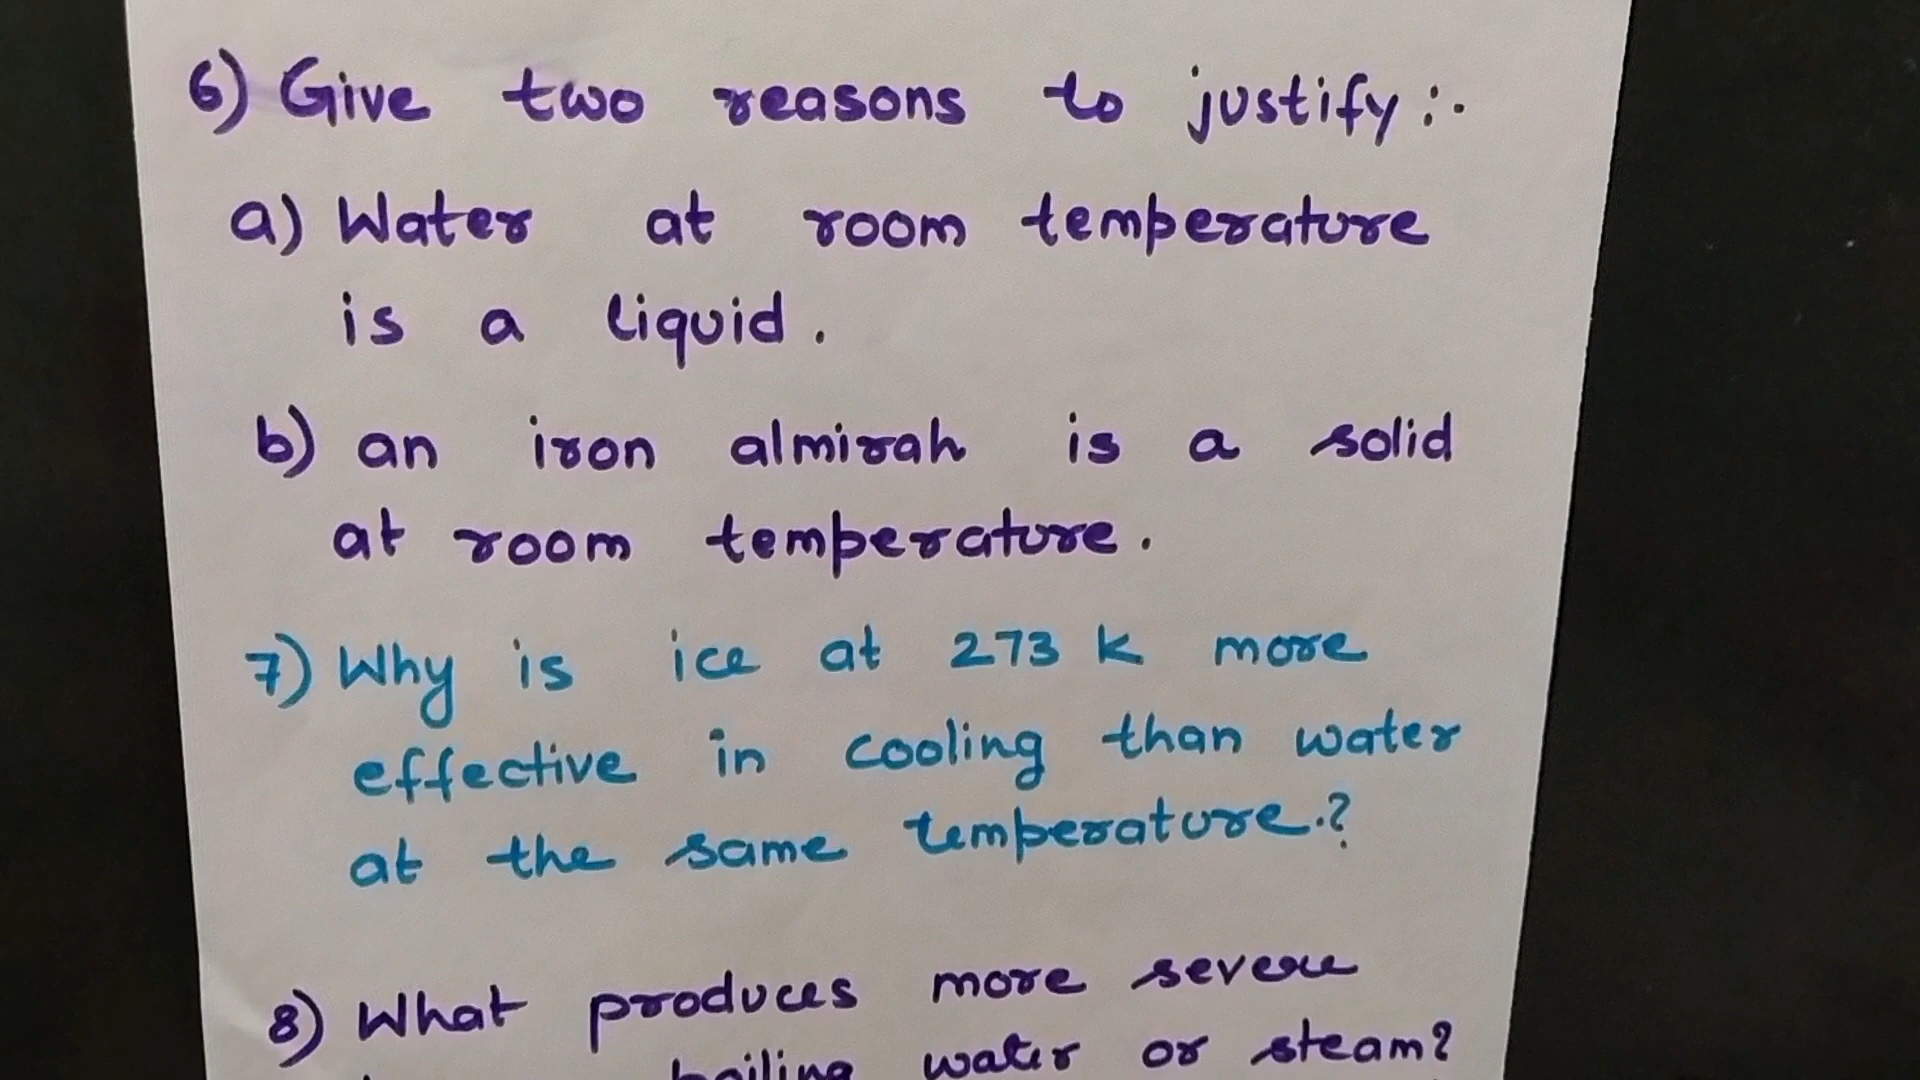 6) Give two reasons to justify :-
a) Water at room temperature
is a liquid.
b) an iron almirah is a solid
at room temperature.
7) Why is ice at 273 K more
effective in cooling than water
at the same temperature.?
8) What produces more severe
boiling water or steam?